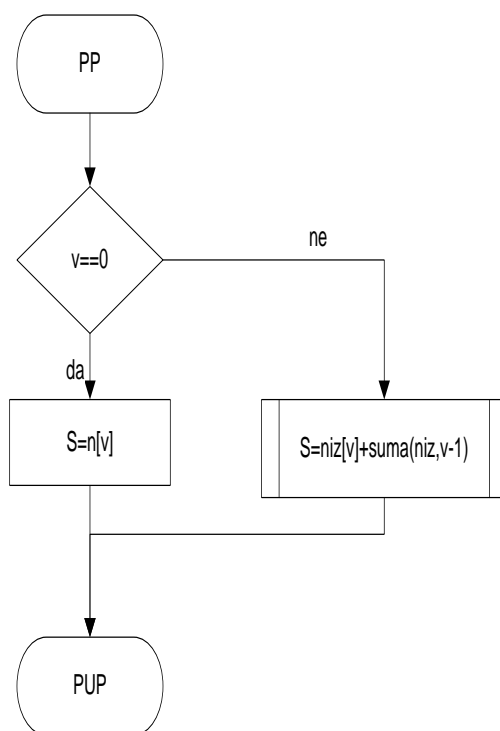 PP
v==0
ne
da
S=n[v]
S=niz[v]+suma(niz,v-1)
PUP